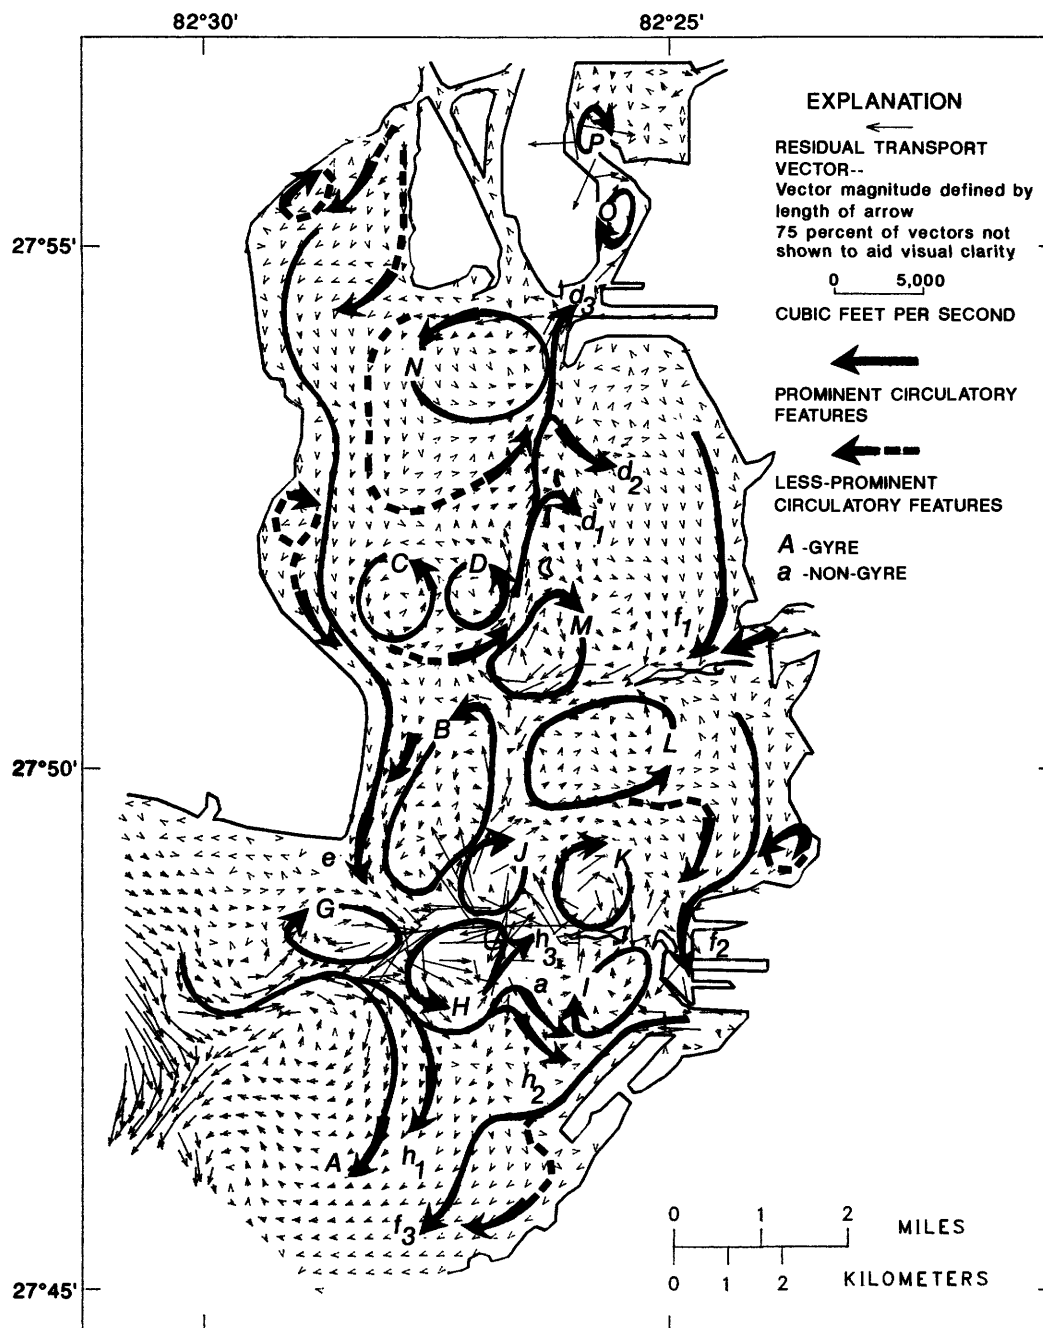 82°30' 82°25'
EXPLANATION
RESIDUAL TRANSPORT
VECTOR--
Vector magnitude defined by
length of arrow
75 percent of vectors not
shown to aid visual clarity
0 5,000
CUBIC FEET PER SECOND
PROMINENT CIRCULATORY
FEATURES
LESS-PROMINENT
CIRCULATORY FEATURES
A -GYRE
a -NON-GYRE
P
O
27°55'
d3
N
d2
d1
C D
f1
M
B
L
27°50'
e
J K
G
h3
f2
H a I
h2
A h1
f3
0 1 2
MILES
0 1 2
KILOMETERS
27°45'